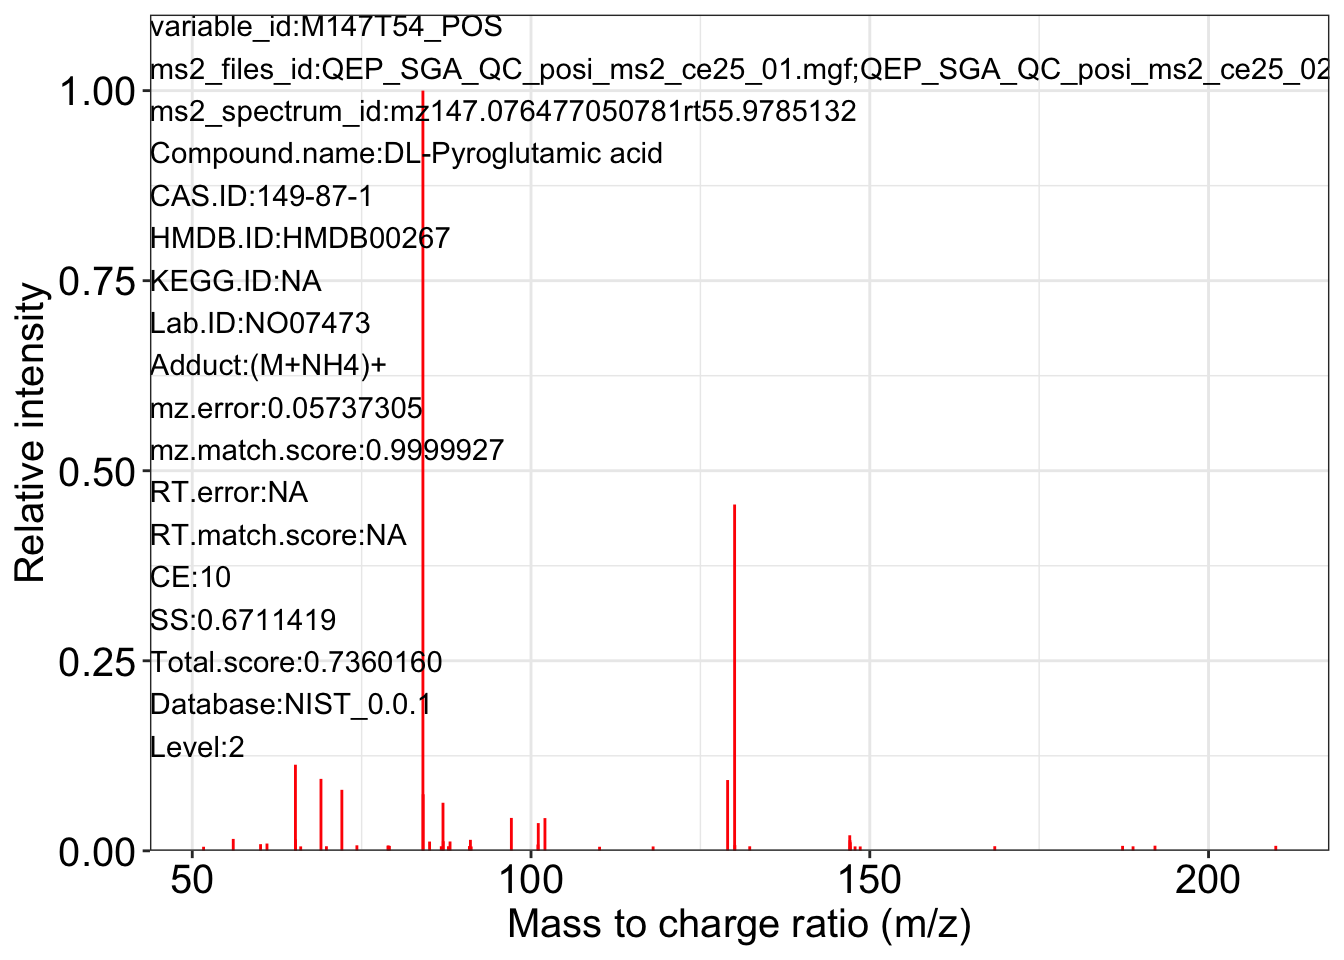 variable_id:M147T54_POS
ms2_files_id:QEP_SGA_QC_posi_ms2_ce25_01.mgf;QEP_SGA_QC_posi_ms2_ce25_02
1.00
ms2_spectrum_id:mz147.076477050781rt55.9785132
Compound.name:DL-Pyroglutamic acid
CAS.ID:149-87-1
HMDB.ID:HMDB00267
0.75
KEGG.ID:NA
Lab.ID:NO07473
Adduct:(M+NH4)+
mz.error:0.05737305
mz.match.score:0.9999927
0.50
RT.error:NA
RT.match.score:NA
CE:10
SS:0.6711419
0.25
Total.score:0.7360160
Database:NIST_0.0.1
Level:2
0.00
Relative intensity
50 100 150 200
Mass to charge ratio (m/z)